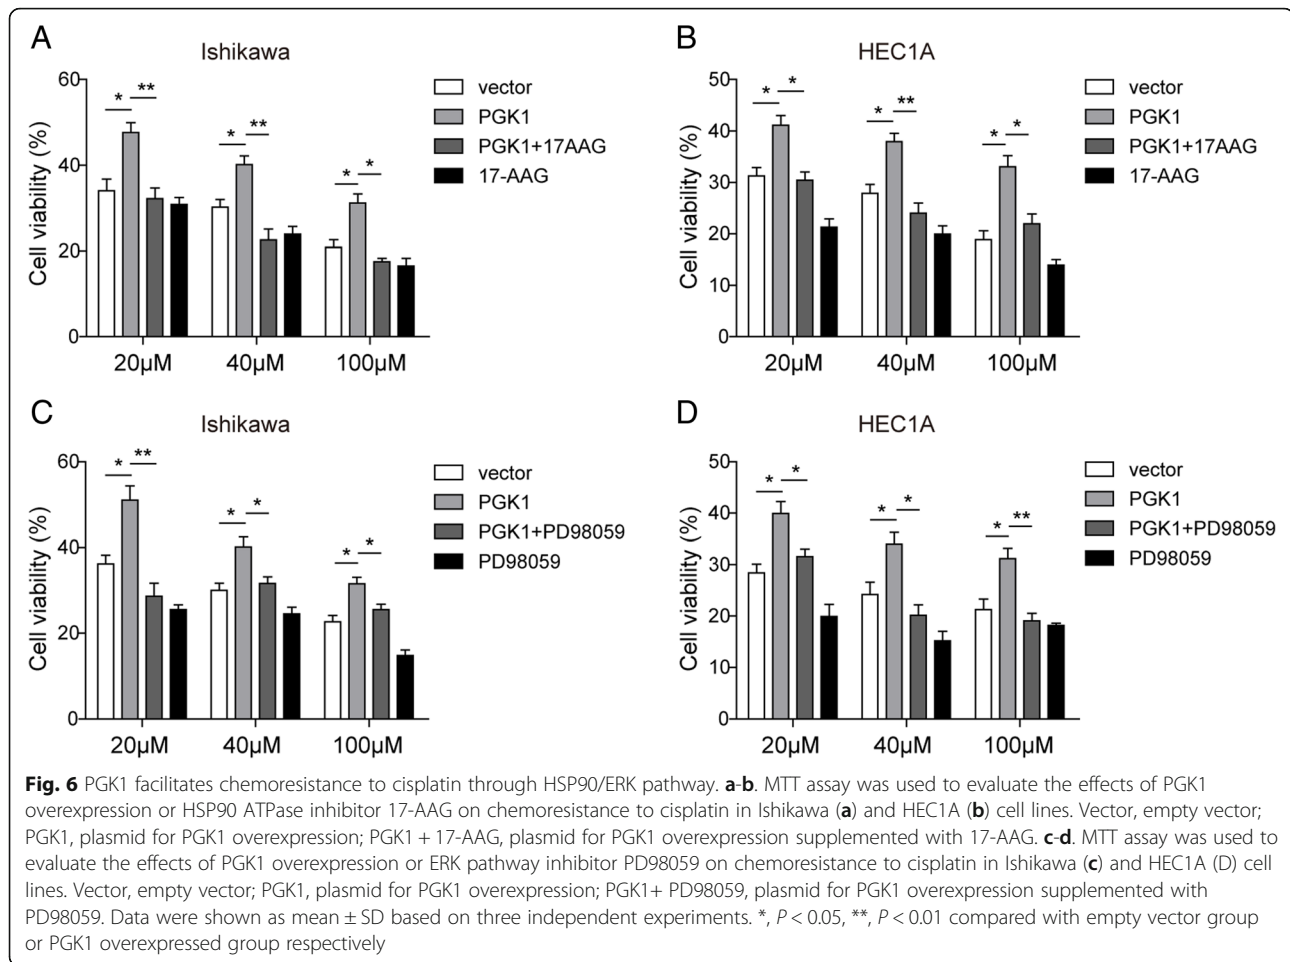 A
Ishikawa
60
40
20
0
Cell viability (%)
* **
* **
* *
20μM 40μM 100μM
vector
PGK1
PGK1+17AAG
17-AAG
B
HEC1A
50
40
30
20
10
0
Cell viability (%)
* *
* **
* *
20μM 40μM 100μM
vector
PGK1
PGK1+17AAG
17-AAG
C
Ishikawa
60
40
20
0
Cell viability (%)
* **
* *
* *
20μM 40μM 100μM
vector
PGK1
PGK1+PD98059
PD98059
D
HEC1A
50
40
30
20
10
0
Cell viability (%)
* *
* *
* **
20μM 40μM 100μM
vector
PGK1
PGK1+PD98059
PD98059
Fig. 6 PGK1 facilitates chemoresistance to cisplatin through HSP90/ERK pathway. a-b. MTT assay was used to evaluate the effects of PGK1
overexpression or HSP90 ATPase inhibitor 17-AAG on chemoresistance to cisplatin in Ishikawa (a) and HEC1A (b) cell lines. Vector, empty vector;
PGK1, plasmid for PGK1 overexpression; PGK1 + 17-AAG, plasmid for PGK1 overexpression supplemented with 17-AAG. c-d. MTT assay was used to
evaluate the effects of PGK1 overexpression or ERK pathway inhibitor PD98059 on chemoresistance to cisplatin in Ishikawa (c) and HEC1A (D) cell
lines. Vector, empty vector; PGK1, plasmid for PGK1 overexpression; PGK1+ PD98059, plasmid for PGK1 overexpression supplemented with
PD98059. Data were shown as mean ± SD based on three independent experiments. *, P < 0.05, **, P < 0.01 compared with empty vector group
or PGK1 overexpressed group respectively